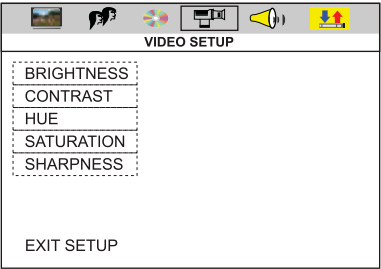 VIDEO SETUP
BRIGHTNESS
CONTRAST
HUE
SATURATION
SHARPNESS
EXIT SETUP